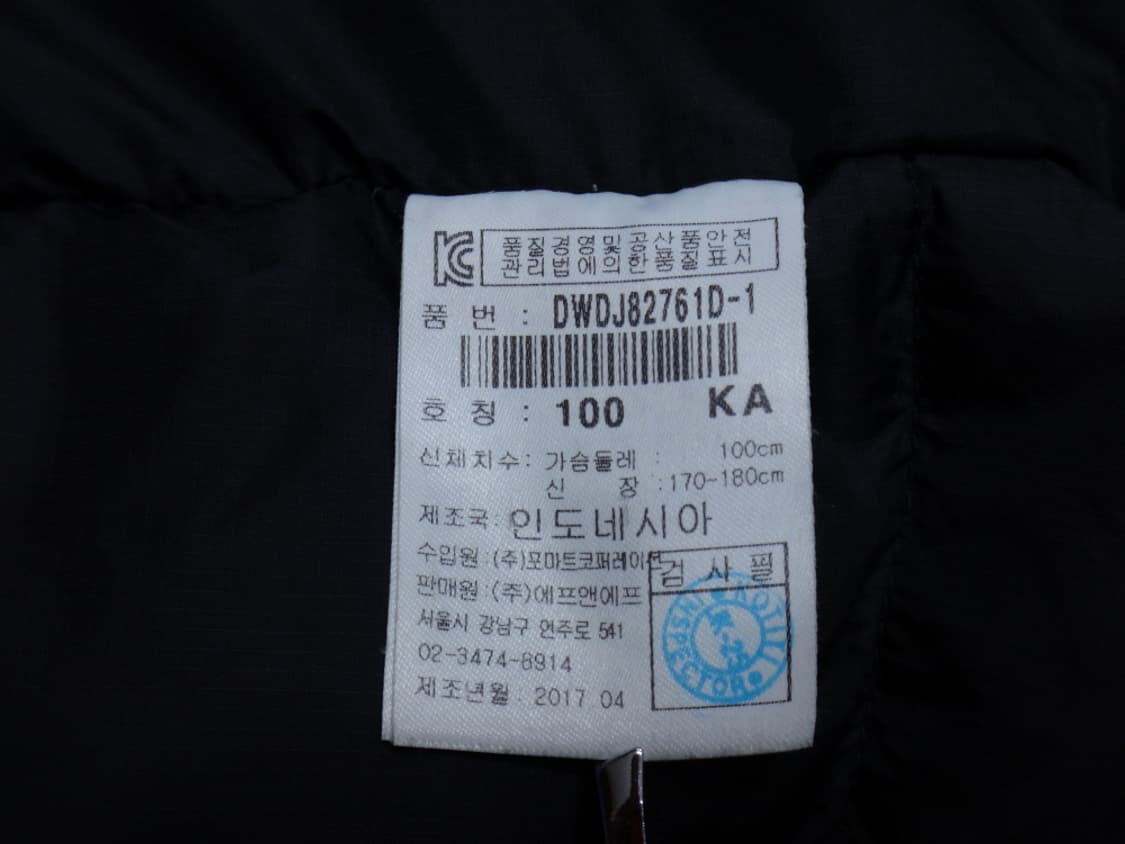 KC
품질경영및공산품안전
관리법에의한품질표시
품 번 : DWDJ82761D-1
호 칭 : 100 KA
신체치수: 가슴둘레 : 100cm
신 장 :170~180cm
제조국: 인도네시아
수입원 :(주)포마트코퍼레이션
검 사 필
판매원 :(주)에프앤에프
서울시 강남구 언주로 541
02-3474-8914
INSPECTOR
제조년월 : 2017 04